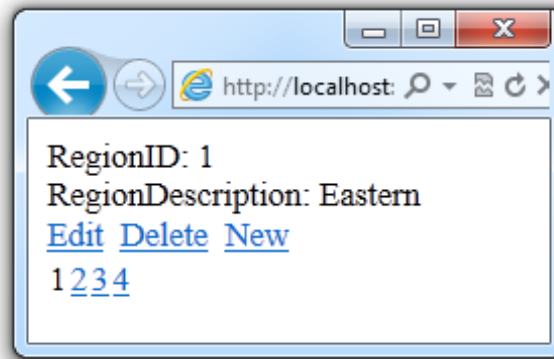 http://localhost:
RegionID: 1
RegionDescription: Eastern
Edit Delete New
1 2 3 4